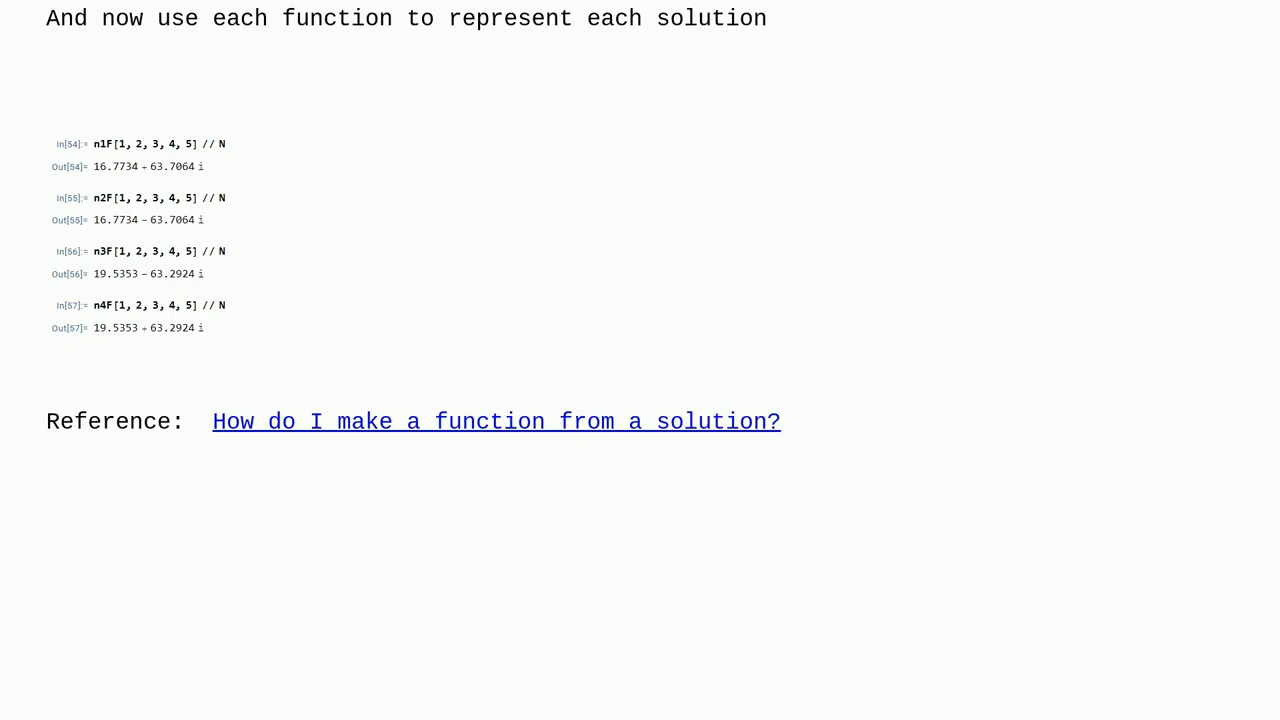 And now use each function to represent each solution
In[54]:= n1F[1, 2, 3, 4, 5] // N
Out[54]= 16.7734 + 63.7064 i
In[55]:= n2F[1, 2, 3, 4, 5] // N
Out[55]= 16.7734 - 63.7064 i
In[56]:= n3F[1, 2, 3, 4, 5] // N
Out[56]= 19.5353 - 63.2924 i
In[57]:= n4F[1, 2, 3, 4, 5] // N
Out[57]= 19.5353 + 63.2924 i
Reference: How do I make a function from a solution?